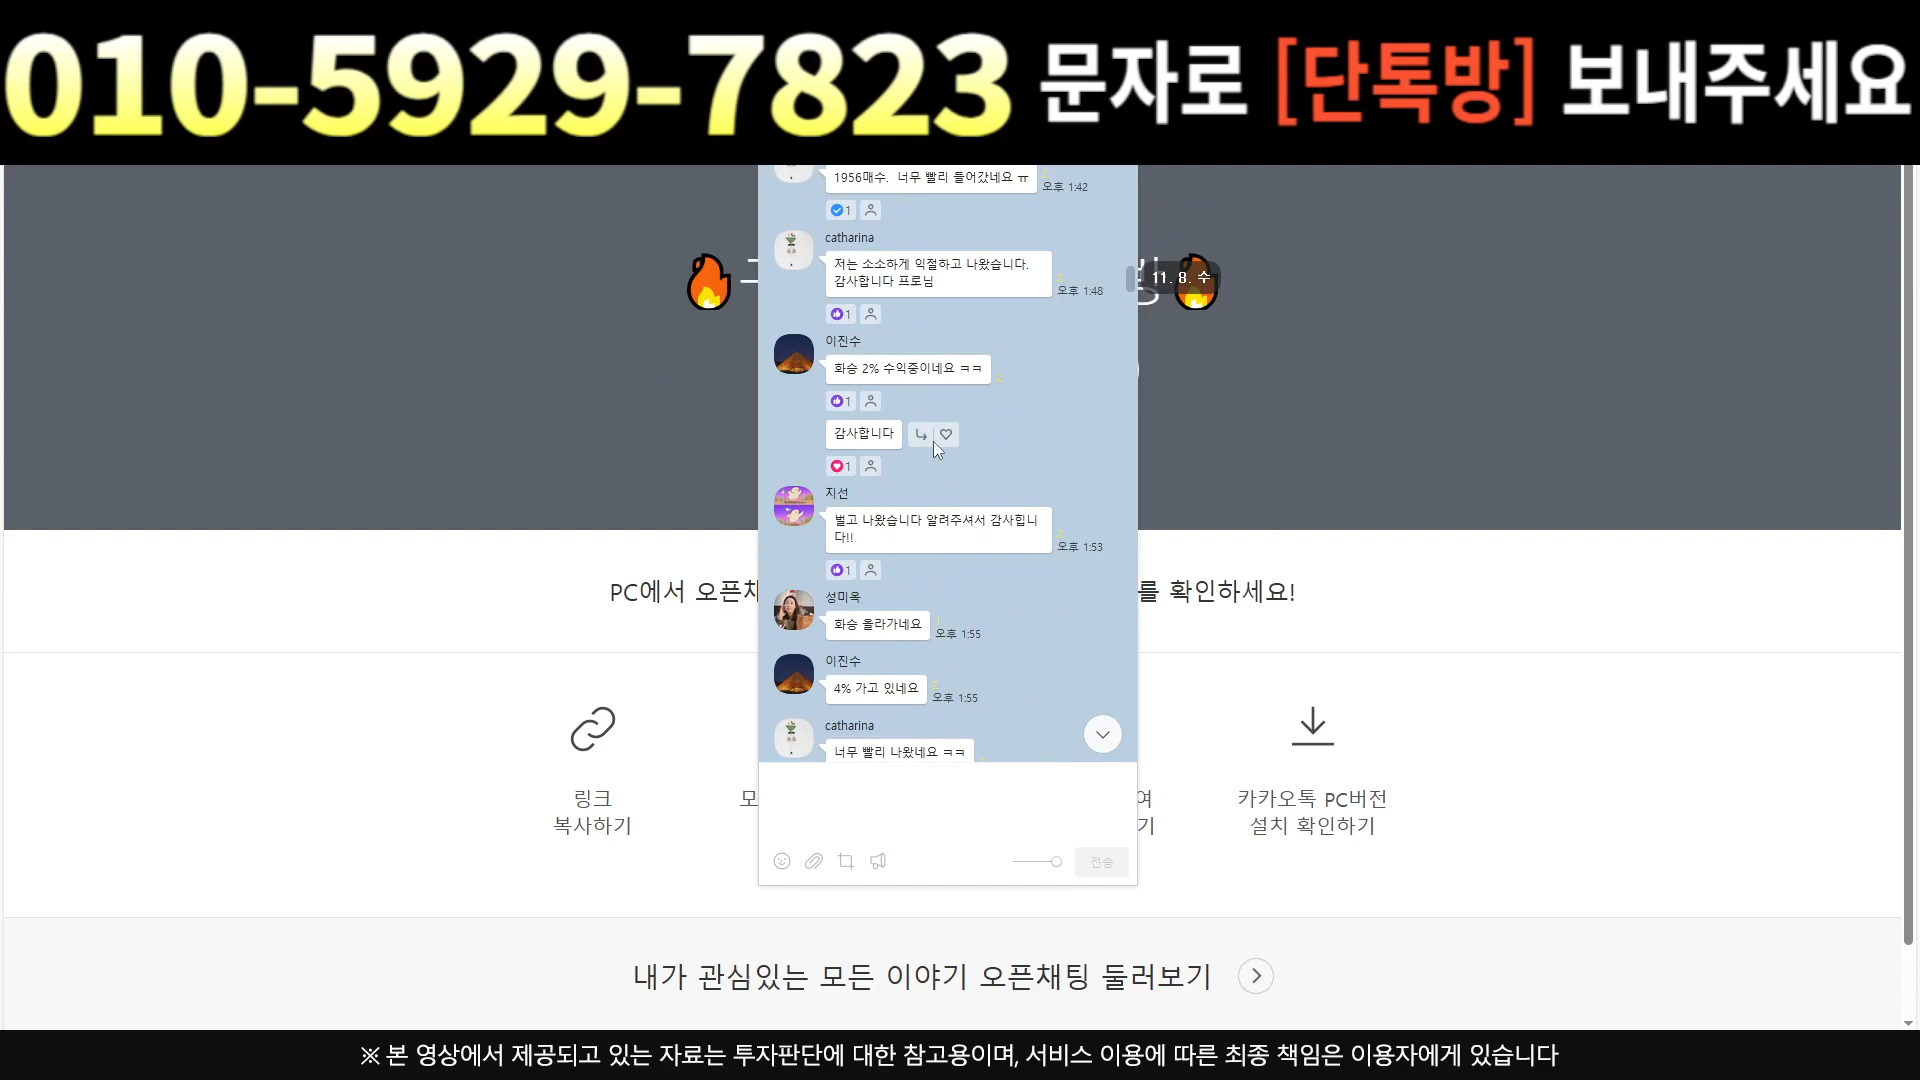 010-5929-7823 문자로 [단톡방] 보내주세요
1956매수. 너무 빨리 들어갔네요 ㅠ
오후 1:42
1
catharina
저는 소소하게 익절하고 나왔습니다.
감사합니다 프로님
2
오후 1:48
11. 8. 수
1
이진수
화승 2% 수익중이네요 ㅋㅋ
2
1
감사합니다
1
지선
벌고 나왔습니다 알려주셔서 감사힙니
다!!
2
오후 1:53
1
PC에서 오픈채
를 확인하세요!
성미옥
화승 올라가네요
오후 1:55
이진수
4% 가고 있네요
2
오후 1:55
catharina
너무 빨리 나왔네요 ㅋㅋ
링크
복사하기
모
여
기
카카오톡 PC버전
설치 확인하기
전송
내가 관심있는 모든 이야기 오픈채팅 둘러보기
※ 본 영상에서 제공되고 있는 자료는 투자판단에 대한 참고용이며, 서비스 이용에 따른 최종 책임은 이용자에게 있습니다